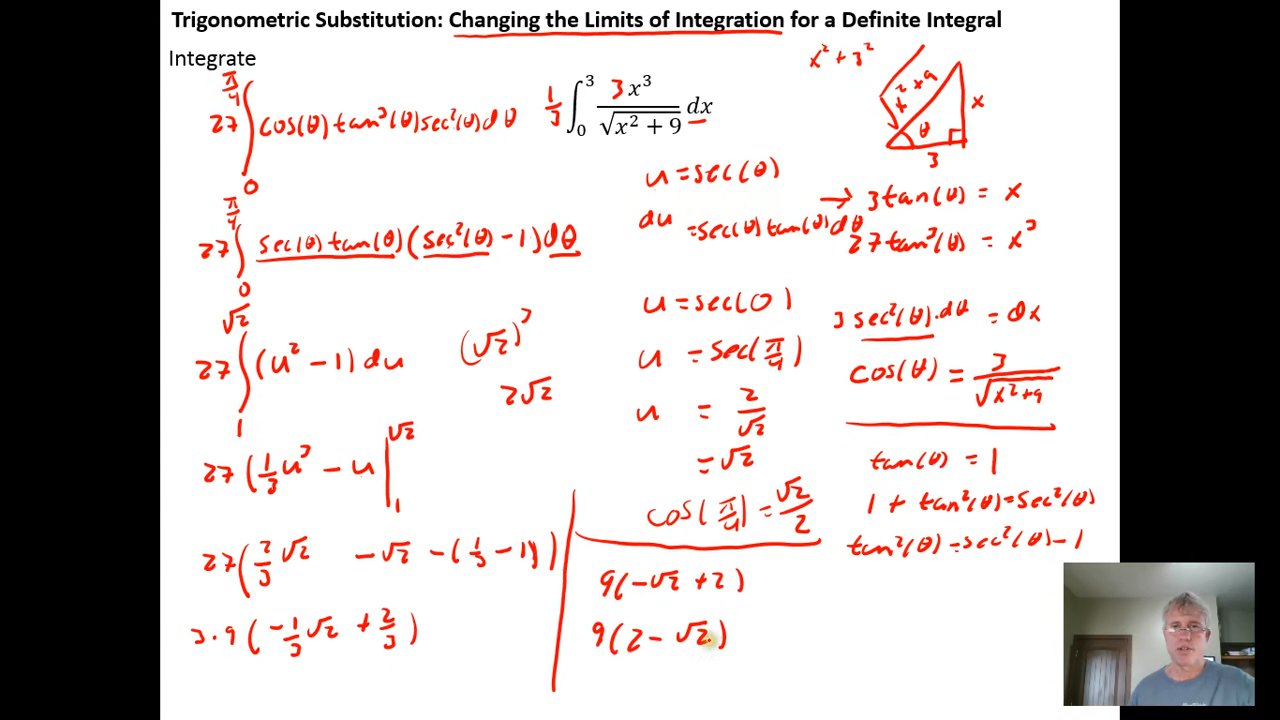 Trigonometric Substitution: Changing the Limits of Integration for a Definite Integral
Integrate
1/3 ∫₀³ 3x³/√(x² + 9) dx
x² + 3²
√x² + 9
x
θ
3
27 ∫₀^(π/4) cos(θ) tan³(θ) sec²(θ) dθ
27 ∫₀^(π/4) sec(θ) tan(θ) (sec²(θ) - 1) dθ
27 ∫₁^(√2) (u² - 1) du
(√2)³
2√2
27 (1/3 u³ - u |₁^(√2)
27 (2/3 √2 - √2 - (1/3 - 1))
3·9 (-1/3 √2 + 2/3)
u = sec(θ)
du = sec(θ) tan(θ) dθ
u = sec(0)
u = sec(π/4)
u = 2/√2
= √2
cos(π/4) = √2/2
9(-√2 + 2)
9(2 - √2)
→ 3 tan(θ) = x
27 tan³(θ) = x³
3 sec²(θ)·dθ = dx
cos(θ) = 3/√(x²+9)
tan(θ) = 1
1 + tan²(θ) = sec²(θ)
tan²(θ) = sec²(θ) - 1